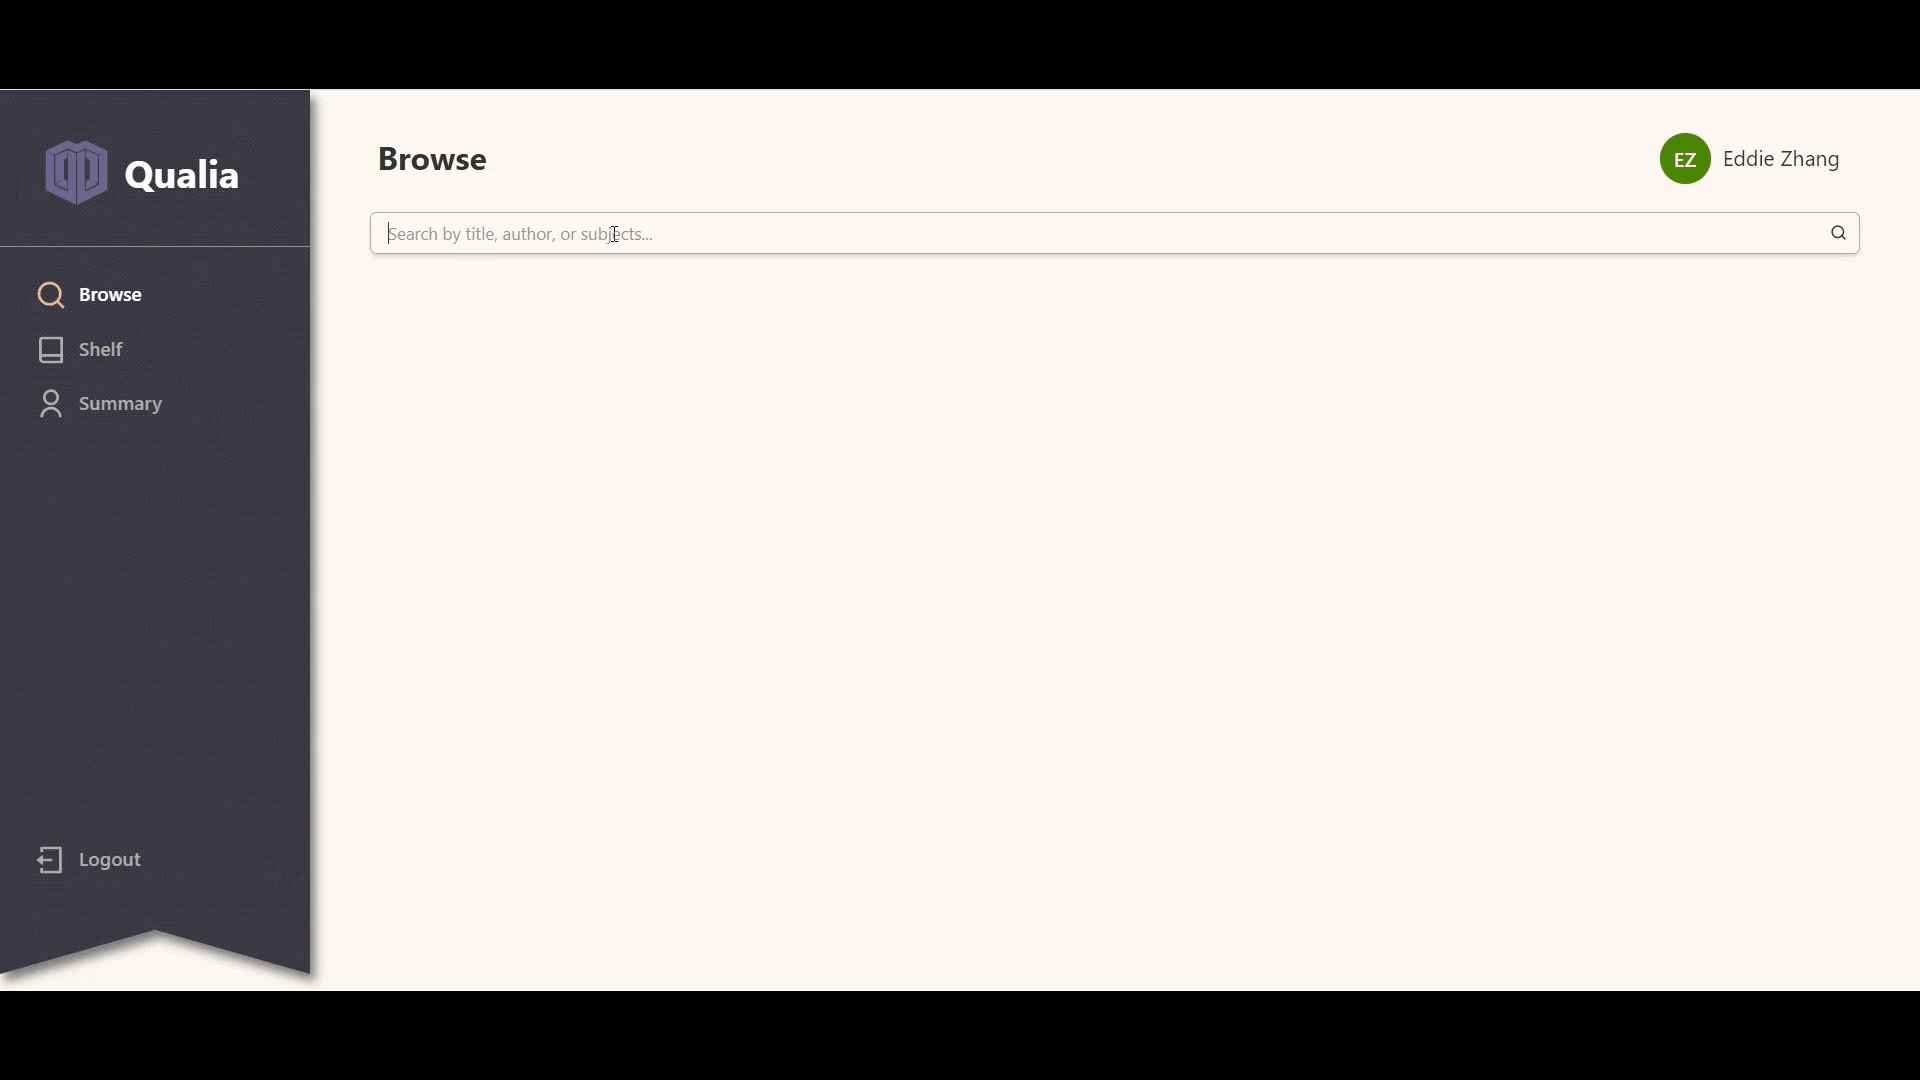 Qualia
Browse
Shelf
Summary
Logout
Browse
EZ Eddie Zhang
Search by title, author, or subjects...